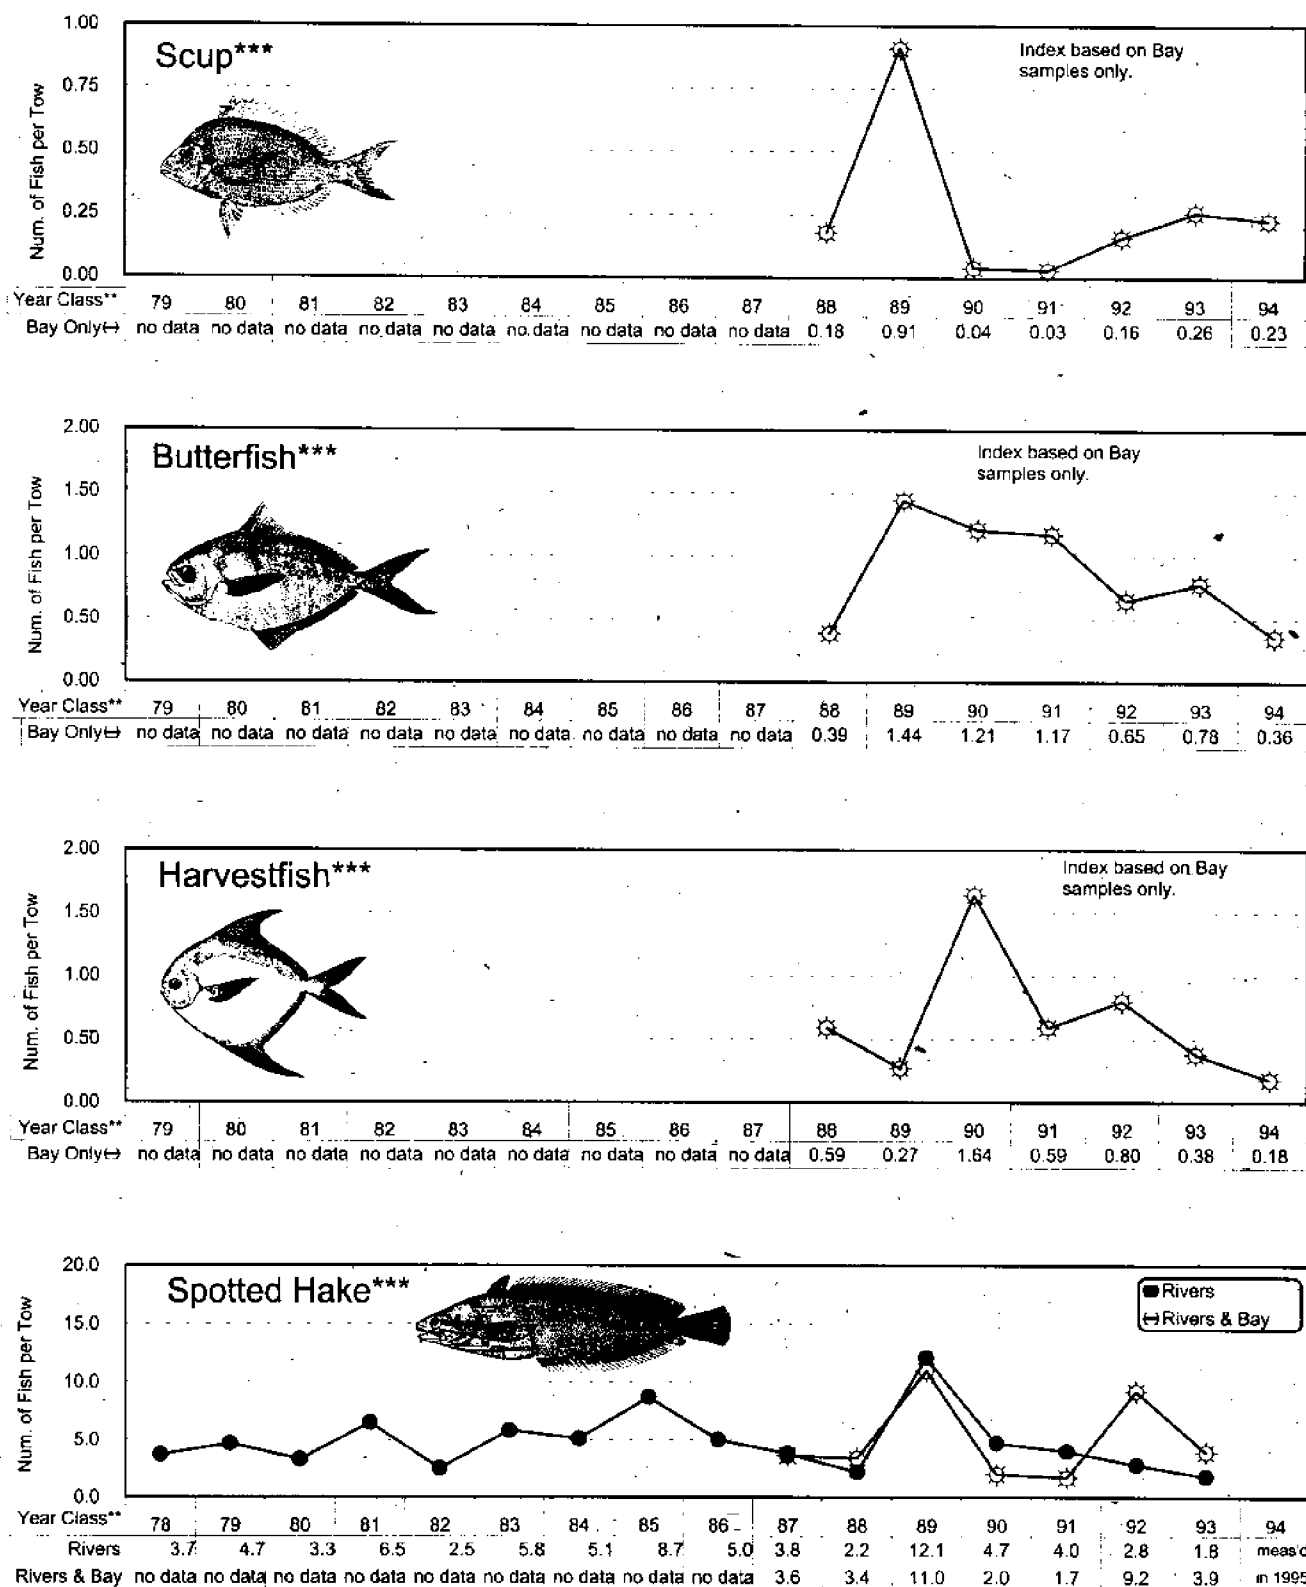 Scup***
Index based on Bay
samples only.
Num. of Fish per Tow
1.00
0.75
0.50
0.25
0.00
Year Class** 79 80 81 82 83 84 85 86 87 88 89 90 91 92 93 94
Bay Only no data no data no data no data no data no data no data no data no data 0.18 0.91 0.04 0.03 0.16 0.26 0.23
Butterfish***
Index based on Bay
samples only.
Num. of Fish per Tow
2.00
1.50
1.00
0.50
0.00
Year Class** 79 80 81 82 83 84 85 86 87 88 89 90 91 92 93 94
Bay Only no data no data no data no data no data no data no data no data no data 0.39 1.44 1.21 1.17 0.65 0.78 0.36
Harvestfish***
Index based on Bay
samples only.
Num. of Fish per Tow
2.00
1.50
1.00
0.50
0.00
Year Class** 79 80 81 82 83 84 85 86 87 88 89 90 91 92 93 94
Bay Only no data no data no data no data no data no data no data no data no data 0.59 0.27 1.64 0.59 0.80 0.38 0.18
Spotted Hake***
Rivers
Rivers & Bay
Num. of Fish per Tow
20.0
15.0
10.0
5.0
0.0
Year Class** 78 79 80 81 82 83 84 85 86 87 88 89 90 91 92 93 94
Rivers 3.7 4.7 3.3 6.5 2.5 5.8 5.1 8.7 5.0 3.8 2.2 12.1 4.7 4.0 2.8 1.8 meas'd
Rivers & Bay no data no data no data no data no data no data no data no data no data 3.6 3.4 11.0 2.0 1.7 9.2 3.9 in 1995